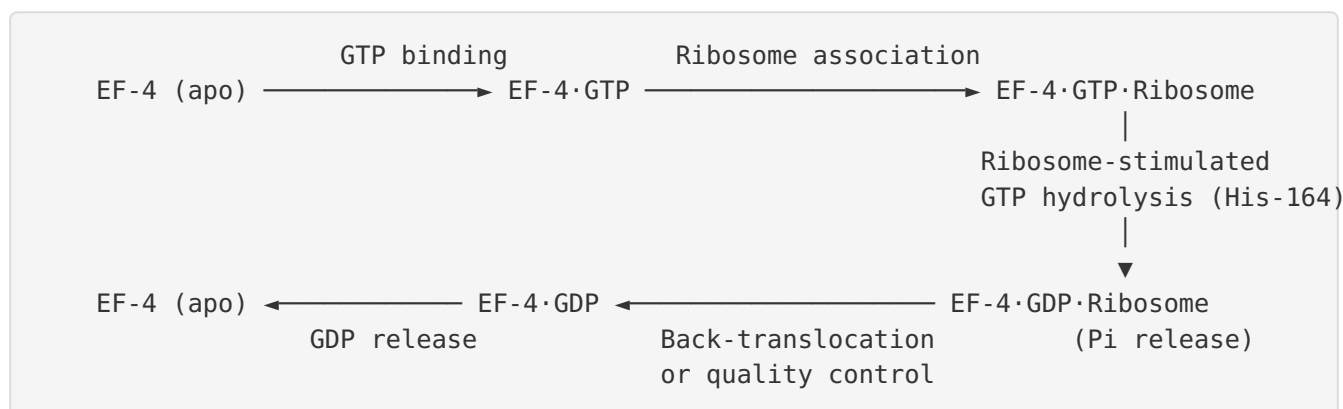 GTP binding Ribosome association
EF-4 (apo) ───────────────► EF-4·GTP ─────────────────────► EF-4·GTP·Ribosome
│
Ribosome-stimulated
GTP hydrolysis (His-164)
│
▼
EF-4 (apo) ◄───────────── EF-4·GDP ◄───────────────────── EF-4·GDP·Ribosome
GDP release Back-translocation (Pi release)
or quality control